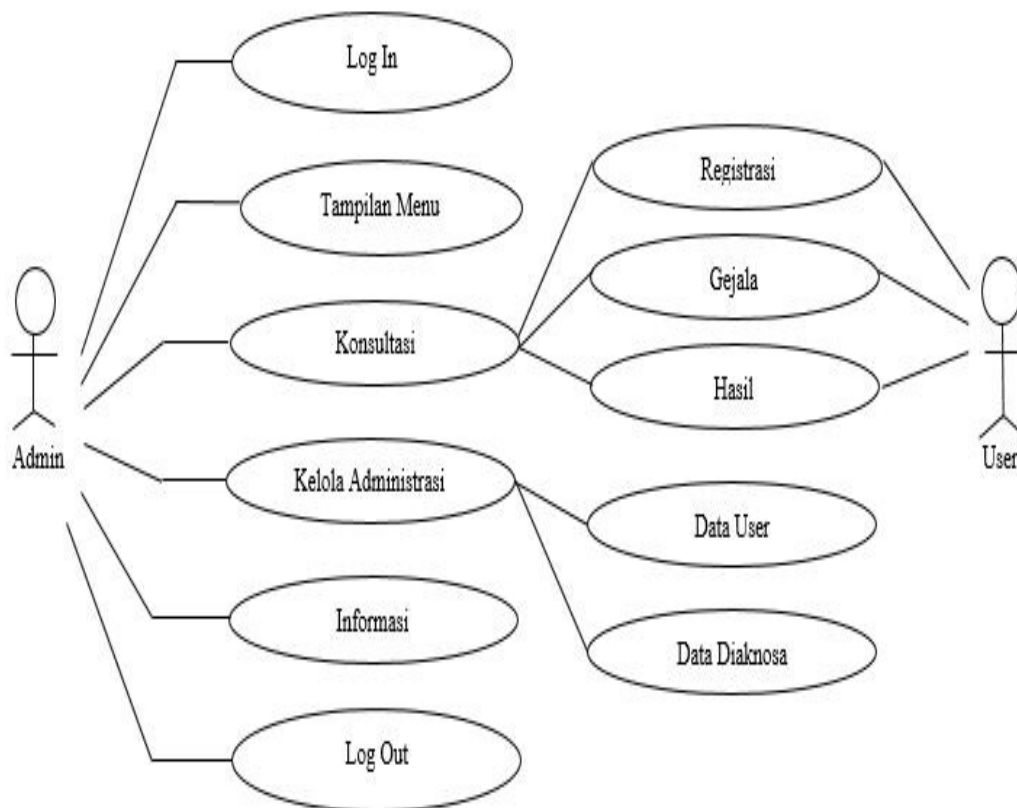 Log In
Tampilan Menu
Konsultasi
Kelola Administrasi
Informasi
Log Out
Registrasi
Gejala
Hasil
Data User
Data Diaknosa
Admin
User